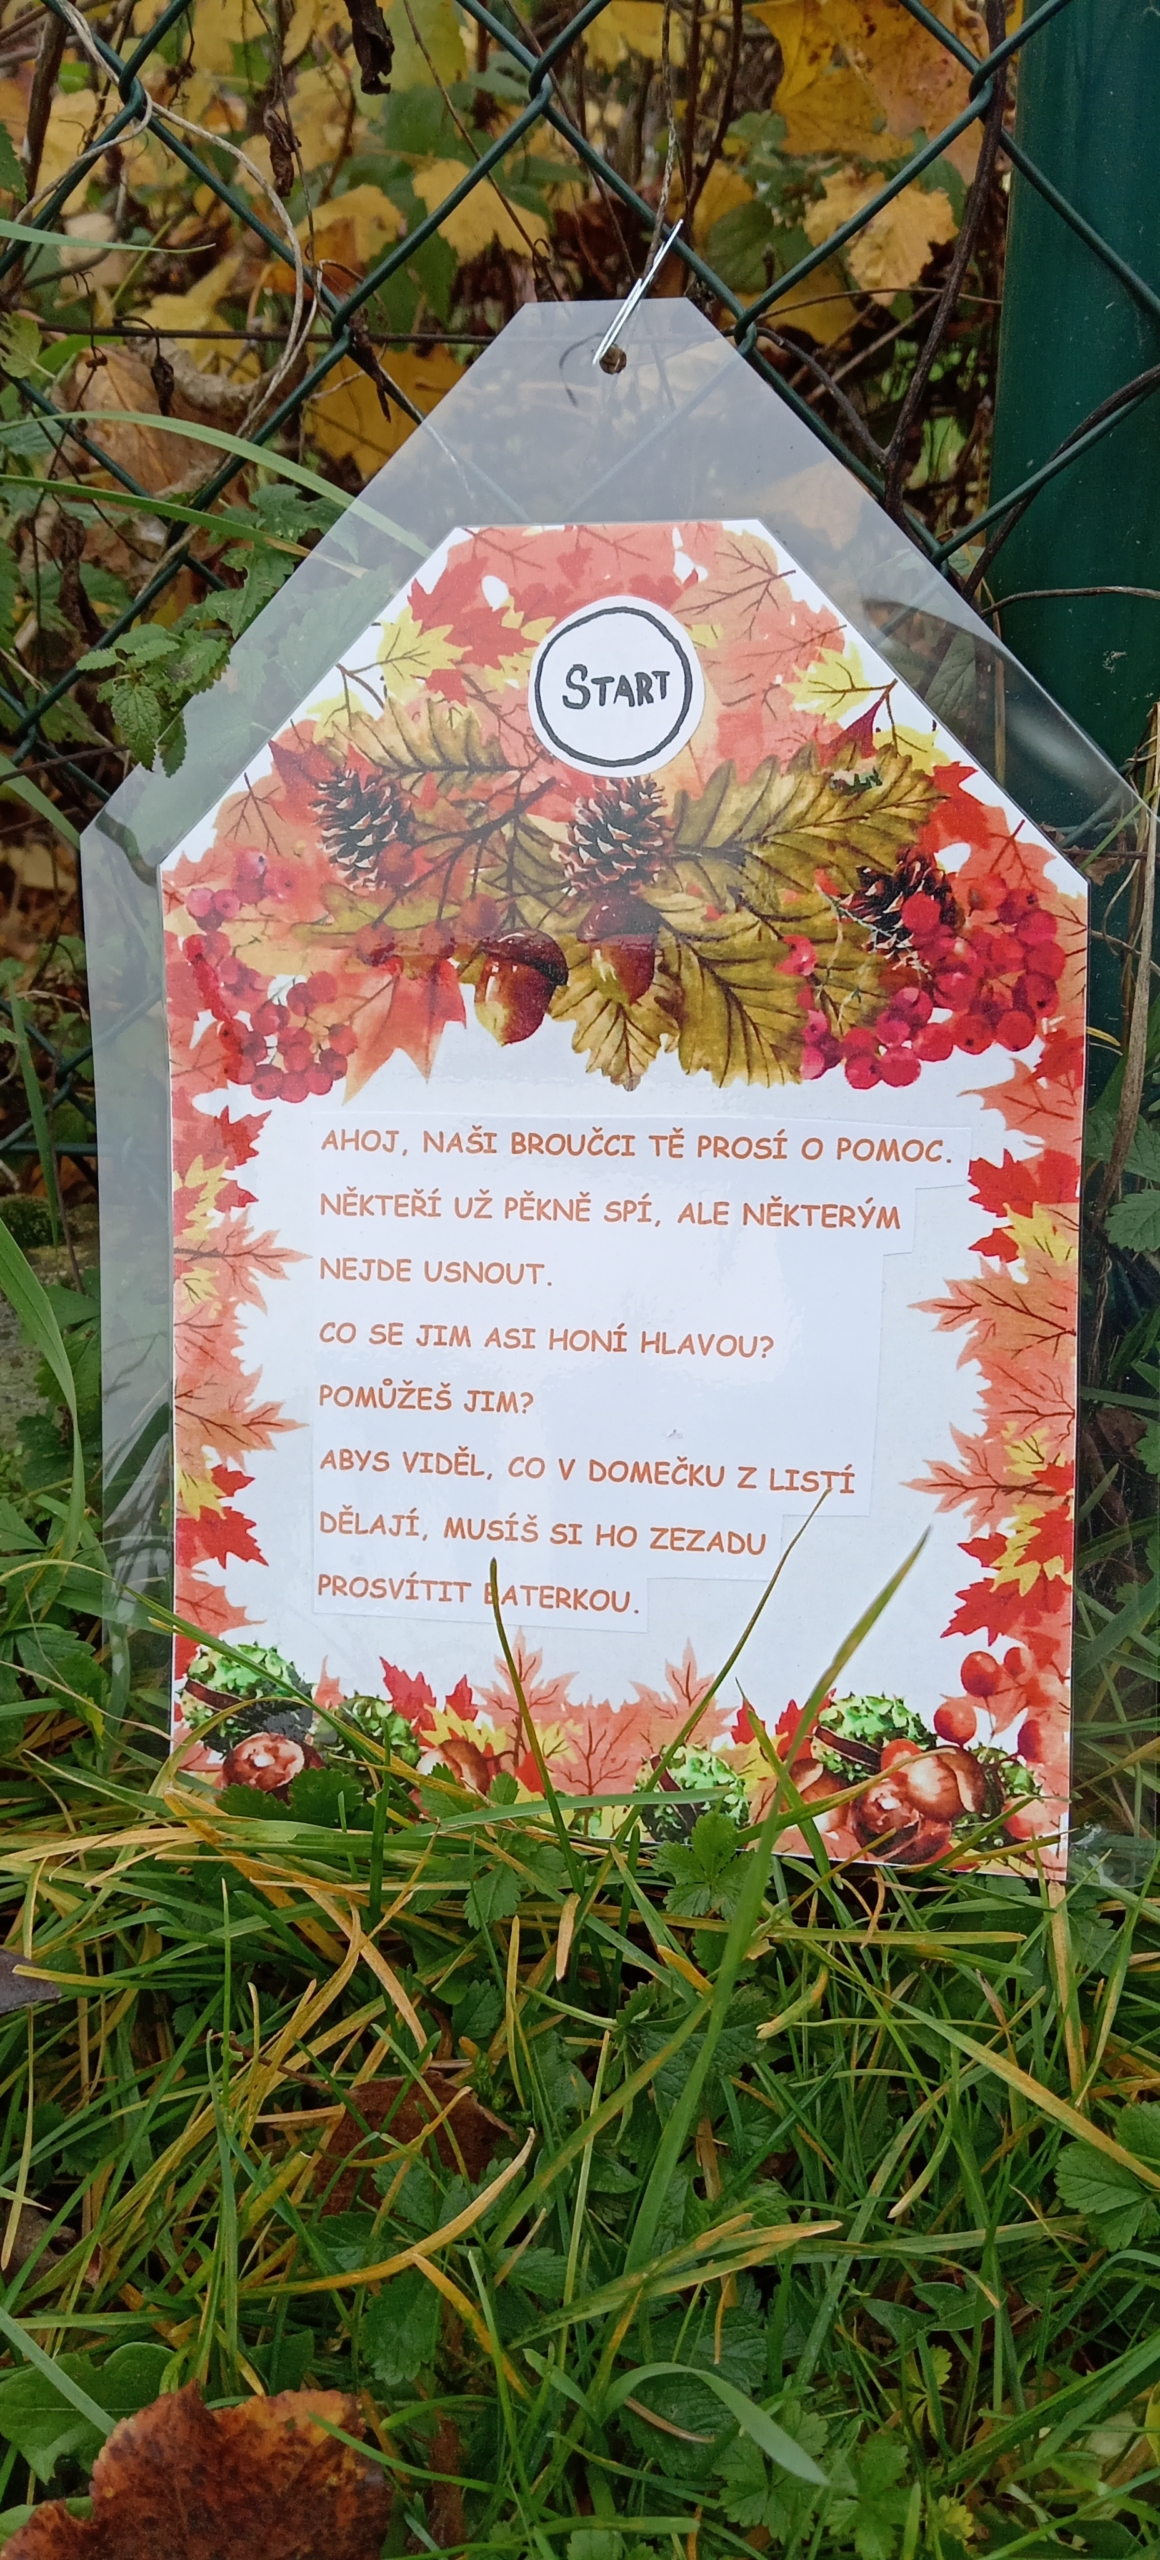 START
AHOJ, NAŠI BROUČCI TĚ PROSÍ O POMOC.
NĚKTEŘÍ UŽ PĚKNĚ SPÍ, ALE NĚKTERÝM
NEJDE USNOUT.
CO SE JIM ASI HONÍ HLAVOU?
POMŮŽEŠ JIM?
ABYS VIDĚL, CO V DOMEČKU Z LISTÍ
DĚLAJÍ, MUSÍŠ SI HO ZEZADU
PROSVÍTIT BATERKOU.